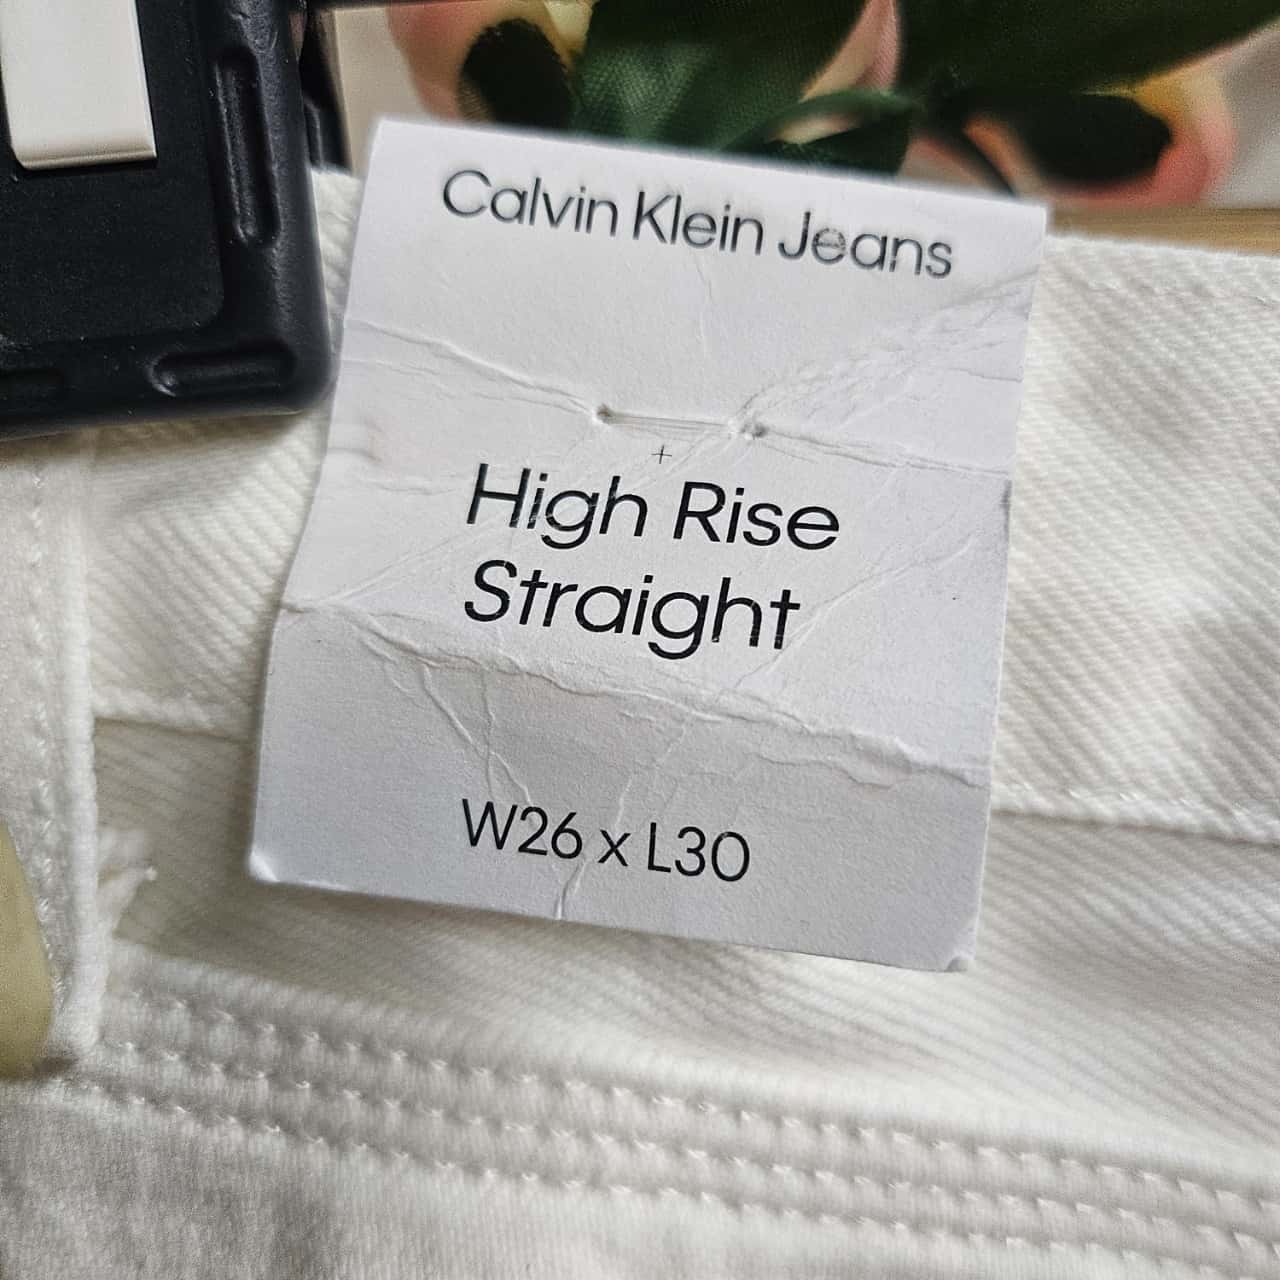 Calvin Klein Jeans
+
High Rise
Straight
W26 x L30